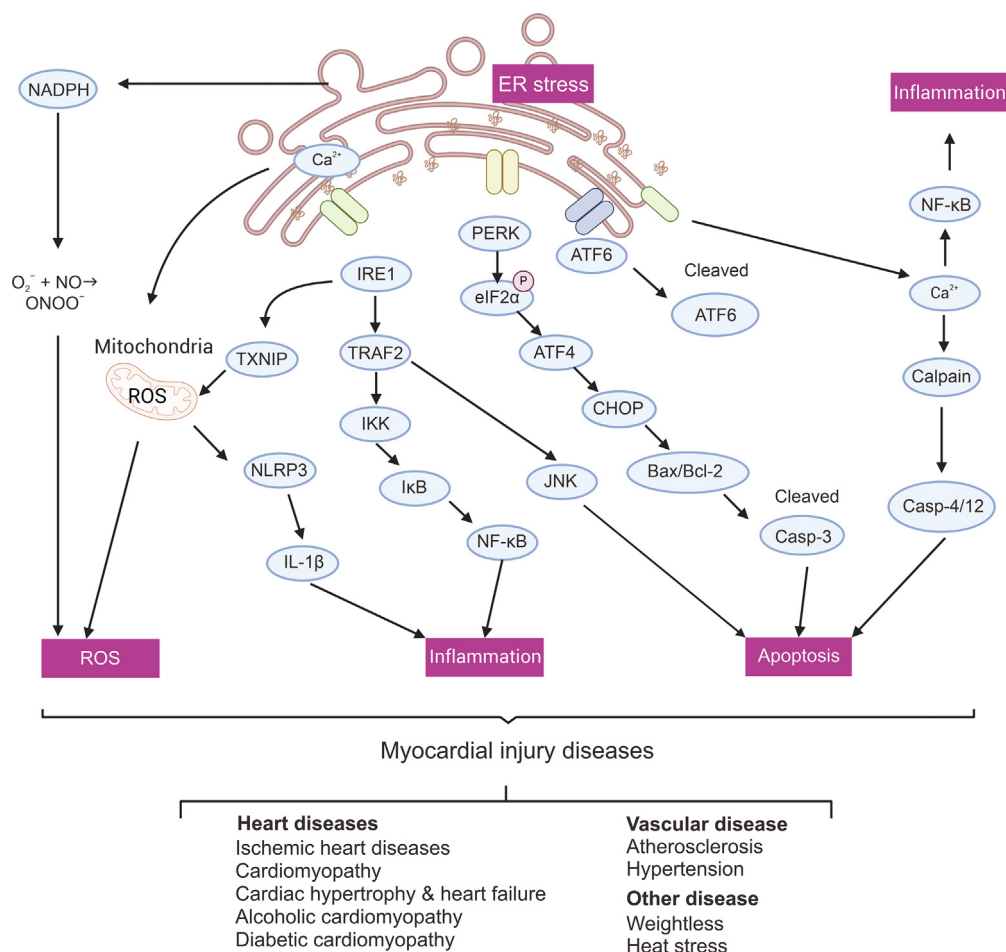 ER stress
NADPH
Inflammation
Ca²⁺
NF-κB
PERK
ATF6
Cleaved
IRE1
P
eIF2α
Ca²⁺
O₂⁻ + NO→
ONOO⁻
ATF6
Mitochondria
TXNIP
TRAF2
ATF4
Calpain
ROS
CHOP
IKK
NLRP3
IκB
JNK
Bax/Bcl-2
Cleaved
Casp-4/12
NF-κB
Casp-3
IL-1β
ROS
Inflammation
Apoptosis
Myocardial injury diseases
Heart diseases
Ischemic heart diseases
Cardiomyopathy
Cardiac hypertrophy & heart failure
Alcoholic cardiomyopathy
Diabetic cardiomyopathy
Vascular disease
Atherosclerosis
Hypertension
Other disease
Weightless
Heat stress